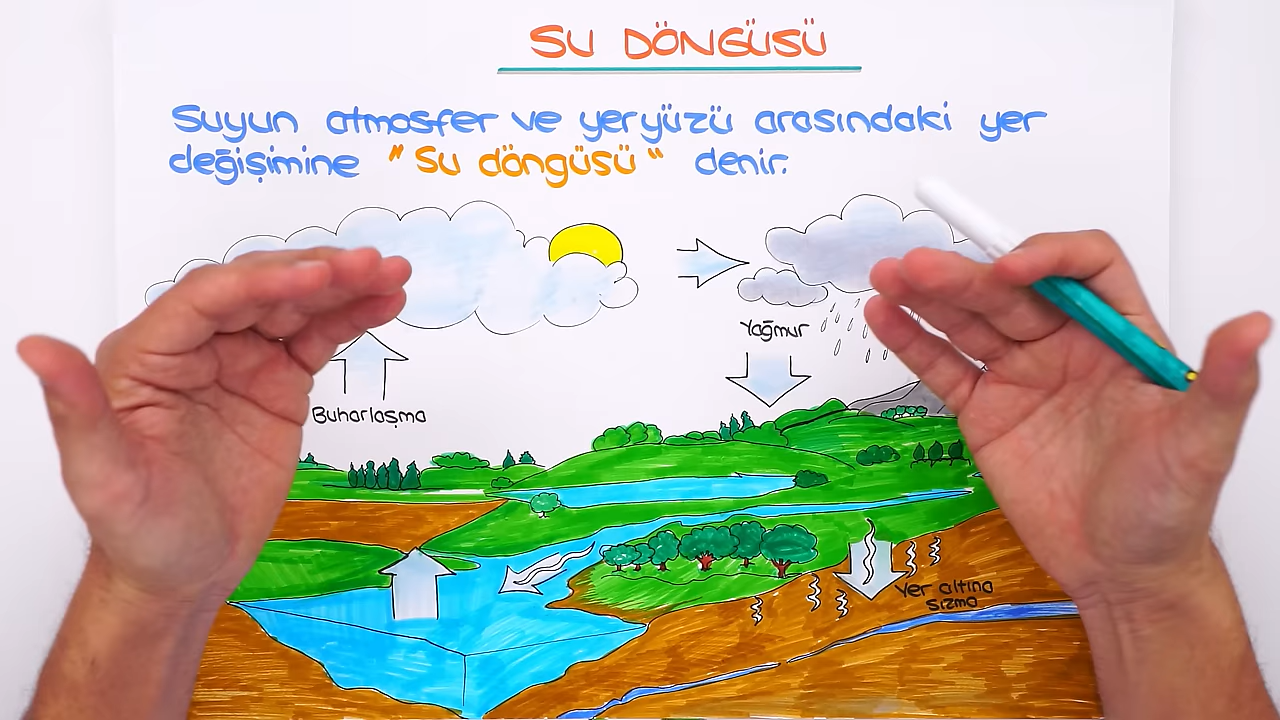 SU DÖNGÜSÜ
Suyun atmosfer ve yeryüzü arasındaki yer
değişimine "Su döngüsü" denir.
Yağmur
Buharlaşma
Yer altına
sızma